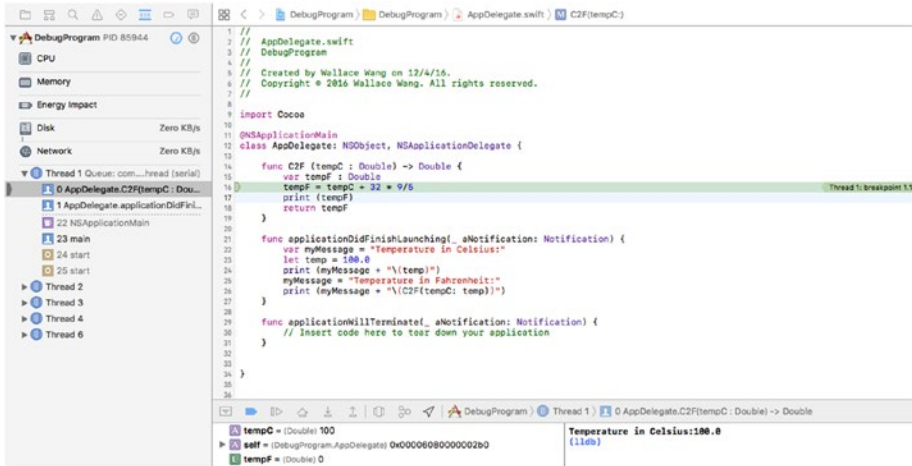 DebugProgram PID 85944
CPU
Memory
Energy Impact
Disk Zero KB/s
Network Zero KB/s
Thread 1 Queue: com....hread (serial)
0 AppDelegate.C2F(tempC : Dou...
1 AppDelegate.applicationDidFini...
22 NSApplicationMain
23 main
24 start
25 start
Thread 2
Thread 3
Thread 4
Thread 6
DebugProgram › DebugProgram › AppDelegate.swift › M C2F(tempC:)
1 //
2 // AppDelegate.swift
3 // DebugProgram
4 //
5 // Created by Wallace Wang on 12/4/16.
6 // Copyright © 2016 Wallace Wang. All rights reserved.
7 //
8
9 import Cocoa
10
11 @NSApplicationMain
12 class AppDelegate: NSObject, NSApplicationDelegate {
13
14 func C2F (tempC : Double) -> Double {
15 var tempF : Double
16 tempF = tempC + 32 * 9/5 Thread 1: breakpoint 1.1
17 print (tempF)
18 return tempF
19 }
20
21 func applicationDidFinishLaunching(_ aNotification: Notification) {
22 var myMessage = "Temperature in Celsius:"
23 let temp = 100.0
24 print (myMessage + "\(temp)")
25 myMessage = "Temperature in Fahrenheit:"
26 print (myMessage + "\(C2F(tempC: temp))")
27 }
28
29 func applicationWillTerminate(_ aNotification: Notification) {
30 // Insert code here to tear down your application
31 }
32
33
34 }
35
36
DebugProgram › Thread 1 › 0 AppDelegate.C2F(tempC : Double) -> Double
A tempC = (Double) 100
A self = (DebugProgram.AppDelegate) 0x00006080000002b0
L tempF = (Double) 0
Temperature in Celsius:100.0
(lldb)